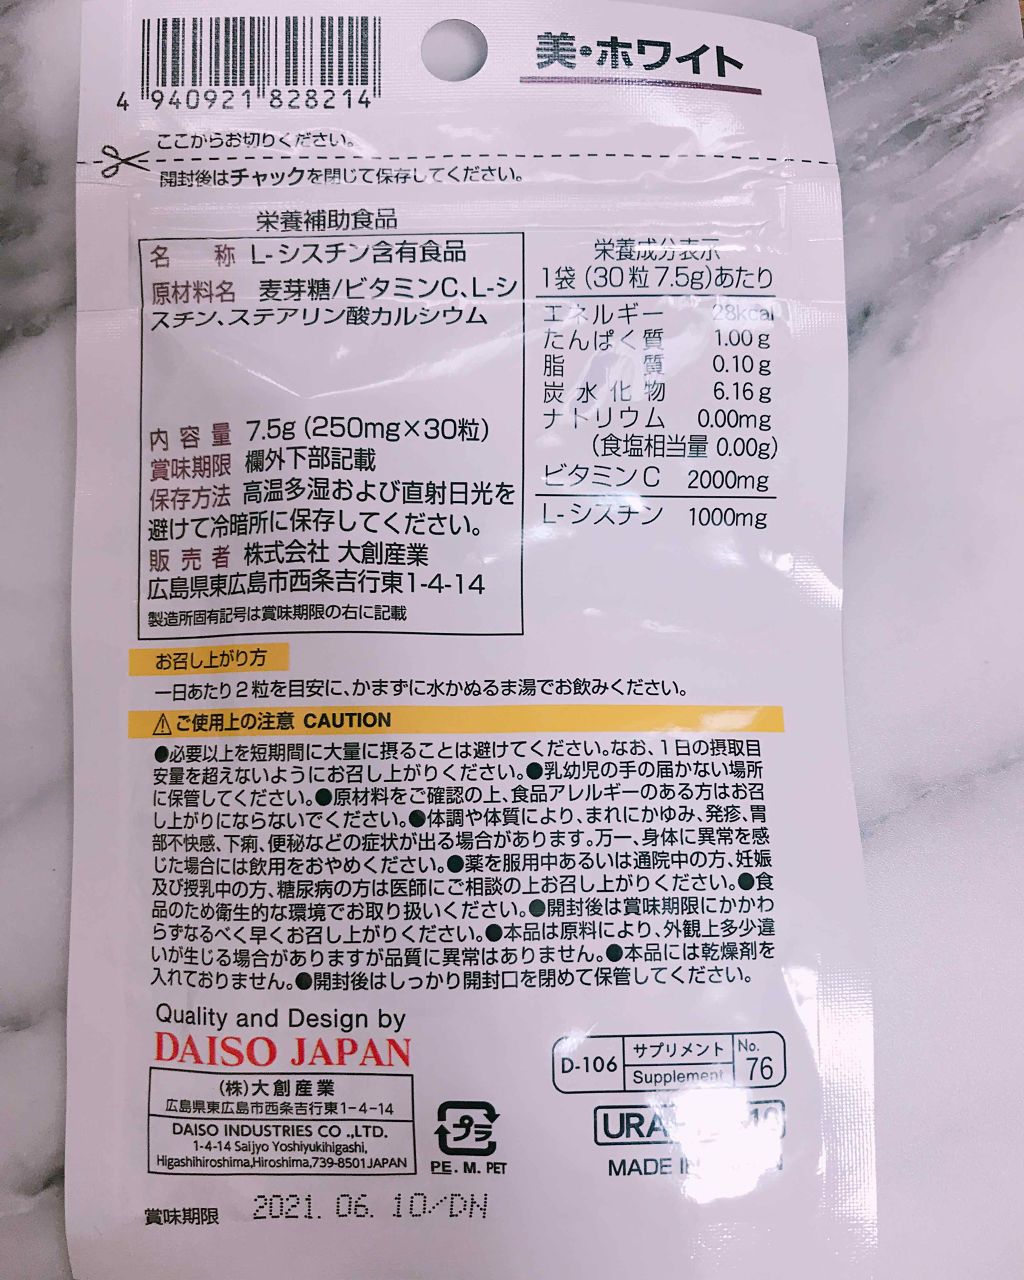 美・ホワイト
4 940921 828214
ここからお切りください。
開封後はチャックを閉じて保存してください。
栄養補助食品
名称 L-シスチン含有食品
原材料名 麦芽糖/ビタミンC、L-シ
スチン、ステアリン酸カルシウム
内容量 7.5g (250mg×30粒)
賞味期限 欄外下部記載
保存方法 高温多湿および直射日光を
避けて冷暗所に保存してください。
販売者 株式会社 大創産業
広島県東広島市西条吉行東1-4-14
製造所固有記号は賞味期限の右に記載
栄養成分表示
1袋 (30粒 7.5g)あたり
エネルギー 28kcal
たんぱく質 1.00g
脂質 0.10g
炭水化物 6.16g
ナトリウム 0.00mg
(食塩相当量 0.00g)
ビタミンC 2000mg
L-シスチン 1000mg
お召し上がり方
一日あたり2粒を目安に、かまずに水かぬるま湯でお飲みください。
⚠ご使用上の注意 CAUTION
●必要以上を短期間に大量に摂ることは避けてください。なお、1日の摂取目
安量を超えないようにお召し上がりください。●乳幼児の手の届かない場所
に保管してください。●原材料をご確認の上、食品アレルギーのある方はお召
し上がりにならないでください。●体調や体質により、まれにかゆみ、発疹、胃
部不快感、下痢、便秘などの症状が出る場合があります。万一、身体に異常を感
じた場合には飲用をおやめください。●薬を服用中あるいは通院中の方、妊娠
及び授乳中の方、糖尿病の方は医師にご相談の上お召し上がりください。●食
品のため衛生的な環境でお取り扱いください。●開封後は賞味期限にかかわ
らずなるべく早くお召し上がりください。●本品は原料により、外観上多少違
いが生じる場合がありますが品質に異常はありません。●本品には乾燥剤を
入れておりません。●開封後はしっかり開封口を閉めて保管してください。
Quality and Design by
DAISO JAPAN
(株)大創産業
広島県東広島市西条吉行東1-4-14
DAISO INDUSTRIES CO .,LTD.
1-4-14 Saijyo Yoshiyukihigashi,
Higashihiroshima,Hiroshima,739-8501 JAPAN
プラ
PE. M. PET
D-106 サプリメント Supplement No. 76
MADE IN
賞味期限 2021. 06. 10/DN